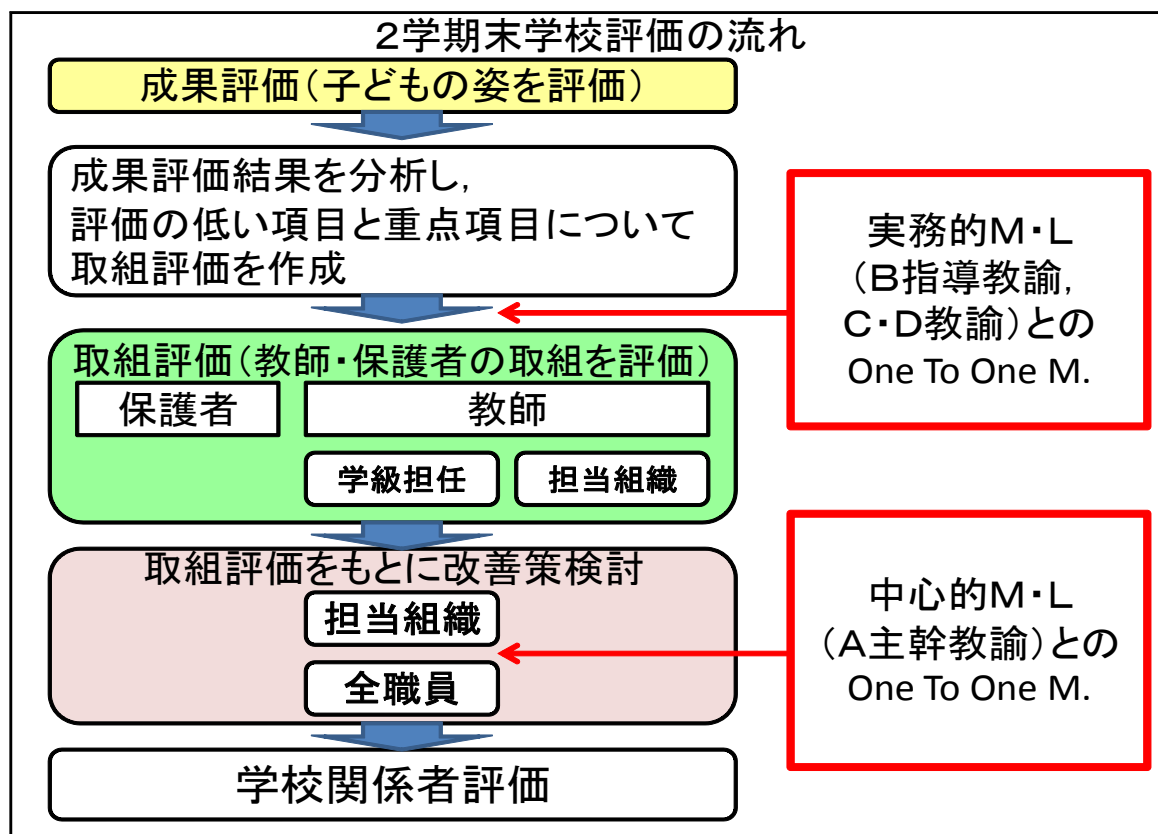 ２学期末学校評価の流れ
成果評価（子どもの姿を評価）
成果評価結果を分析し，
評価の低い項目と重点項目について
取組評価を作成
実務的Ｍ・Ｌ
（Ｂ指導教諭，
Ｃ・Ｄ教諭）との
One To One M.
取組評価（教師・保護者の取組を評価）
保護者
教師
学級担任
担当組織
取組評価をもとに改善策検討
担当組織
全職員
中心的Ｍ・Ｌ
（Ａ主幹教諭）との
One To One M.
学校関係者評価